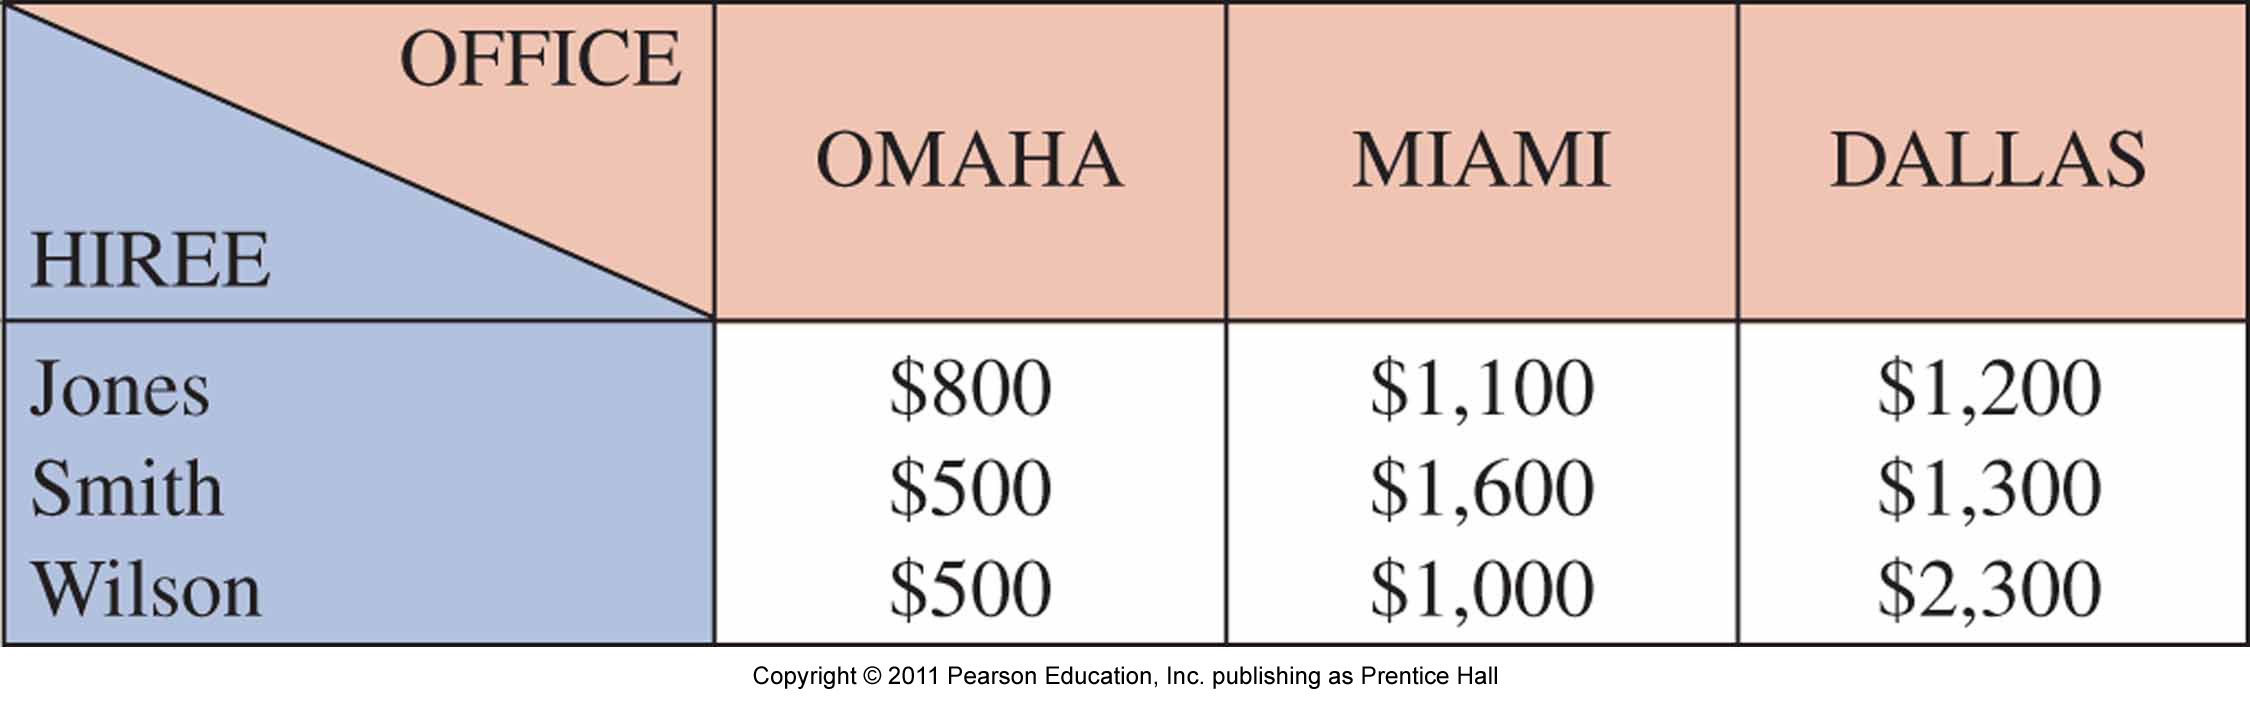 OFFICE
HIREE
OMAHA MIAMI DALLAS
Jones $800 $1,100 $1,200
Smith $500 $1,600 $1,300
Wilson $500 $1,000 $2,300
Copyright © 2011 Pearson Education, Inc. publishing as Prentice Hall